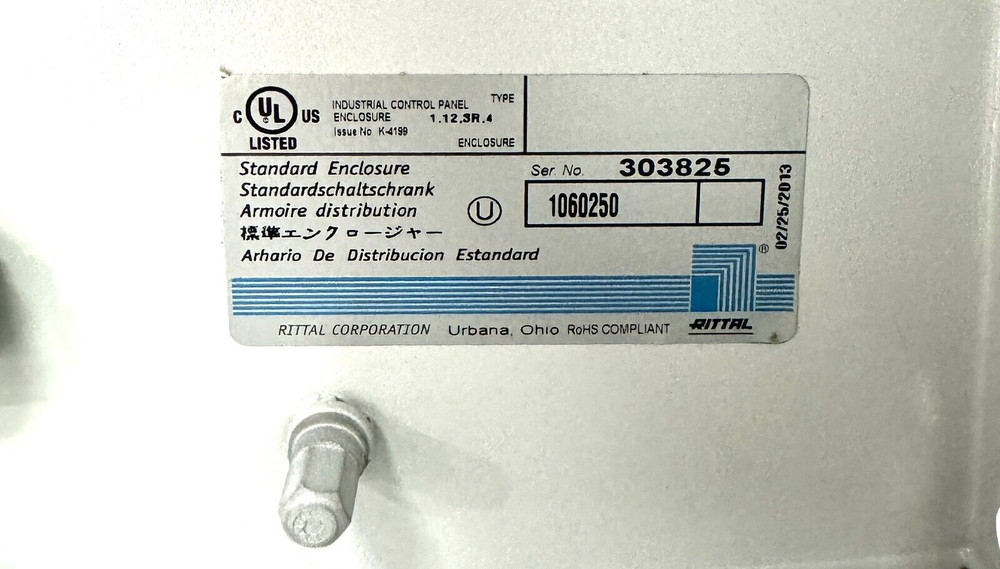 C UL US
LISTED
INDUSTRIAL CONTROL PANEL TYPE
ENCLOSURE 1.12.3R.4
Issue No K-4199
ENCLOSURE
Standard Enclosure
Standardschaltschrank
Armoire distribution
標準エンクロージャー
Arhario De Distribucion Estandard
U
Ser. No. 303825
1060250
02/25/2013
®
RITTAL
RITTAL CORPORATION Urbana, Ohio RoHS COMPLIANT